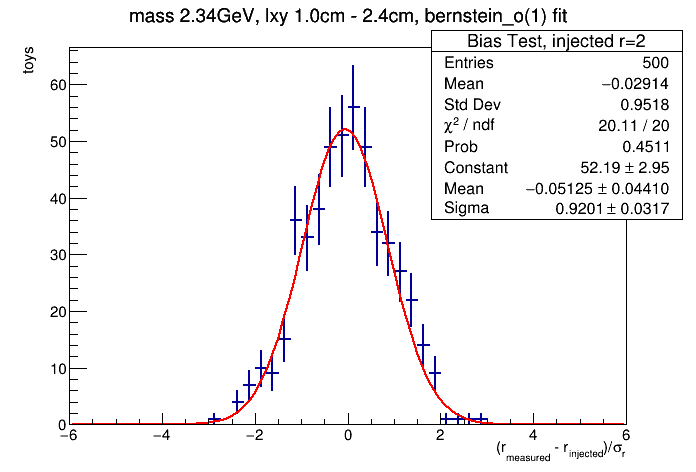 mass 2.34GeV, lxy 1.0cm - 2.4cm, bernstein_o(1) fit
Bias Test, injected r=2
Entries 500
Mean −0.02914
Std Dev 0.9518
χ² / ndf 20.11 / 20
Prob 0.4511
Constant 52.19 ± 2.95
Mean −0.05125 ± 0.04410
Sigma 0.9201 ± 0.0317
toys
60
50
40
30
20
10
0
−6 −4 −2 0 2 4 6
(r_measured - r_injected)/σ_r